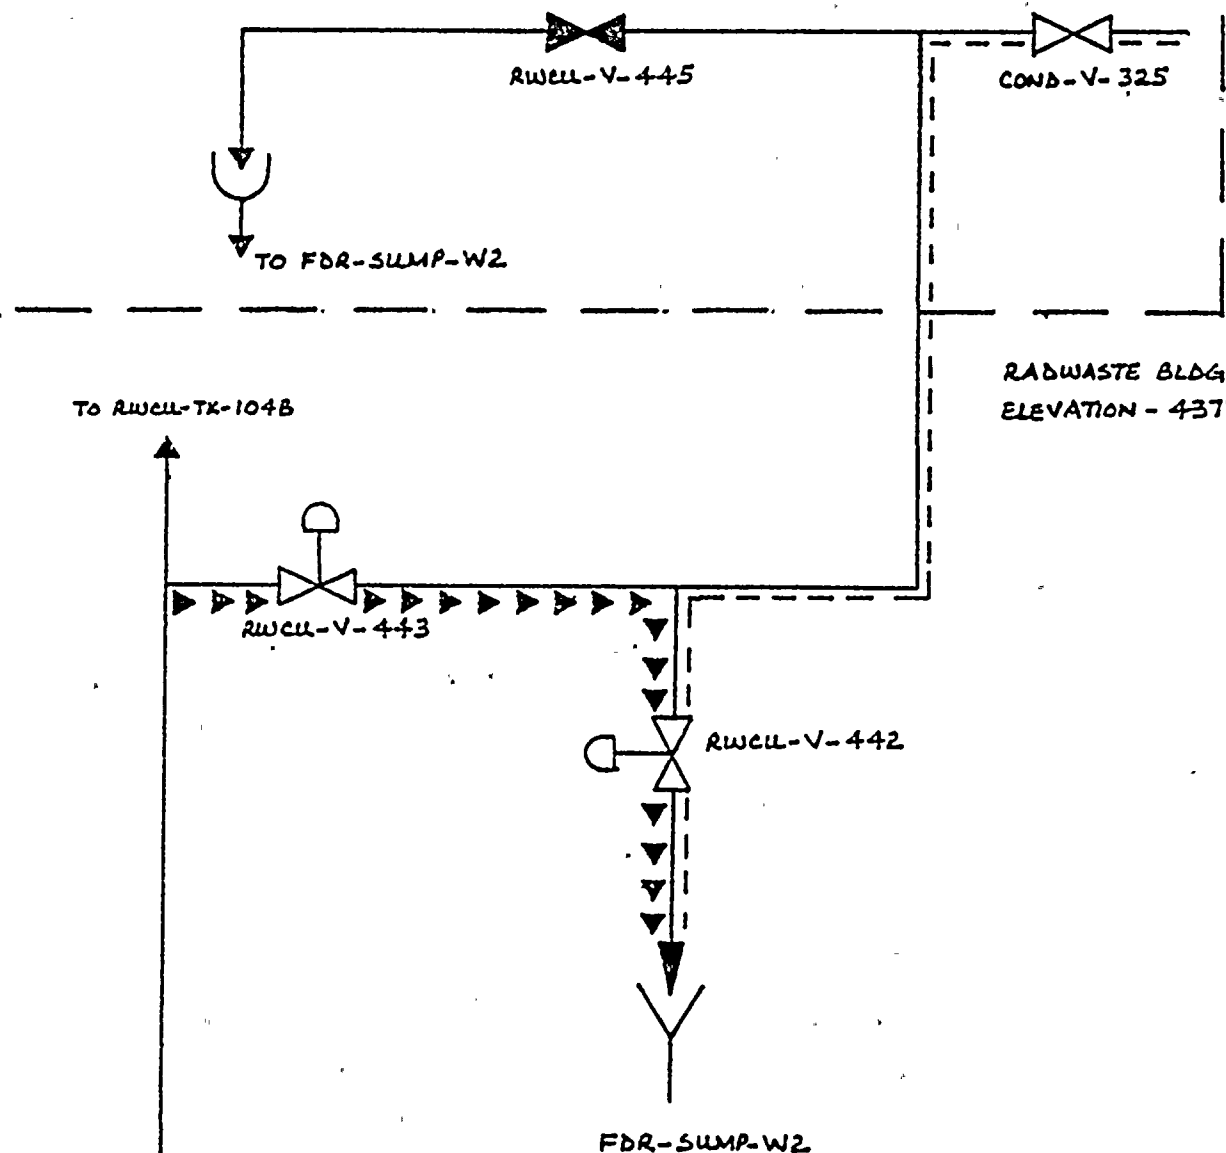 RWCU-V-445
COND-V-325
TO FDR-SUMP-W2
RADWASTE BLDG
ELEVATION - 437
TO RWCU-TK-104B
RWCU-V-443
RWCU-V-442
FDR-SUMP-W2